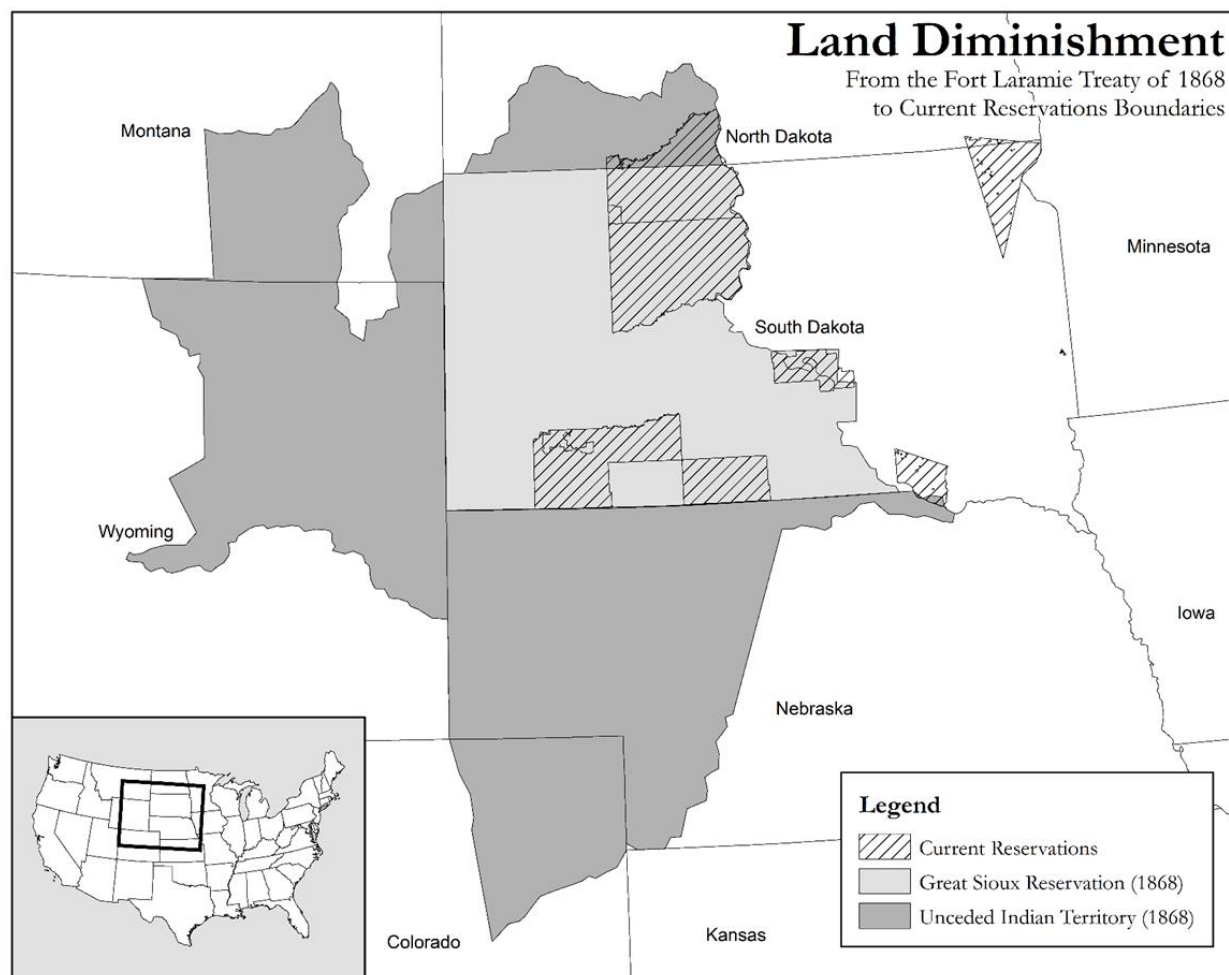 Land Diminishment
From the Fort Laramie Treaty of 1868
to Current Reservations Boundaries
Montana
North Dakota
Minnesota
South Dakota
Wyoming
Iowa
Nebraska
Colorado
Kansas
Legend
Current Reservations
Great Sioux Reservation (1868)
Unceded Indian Territory (1868)